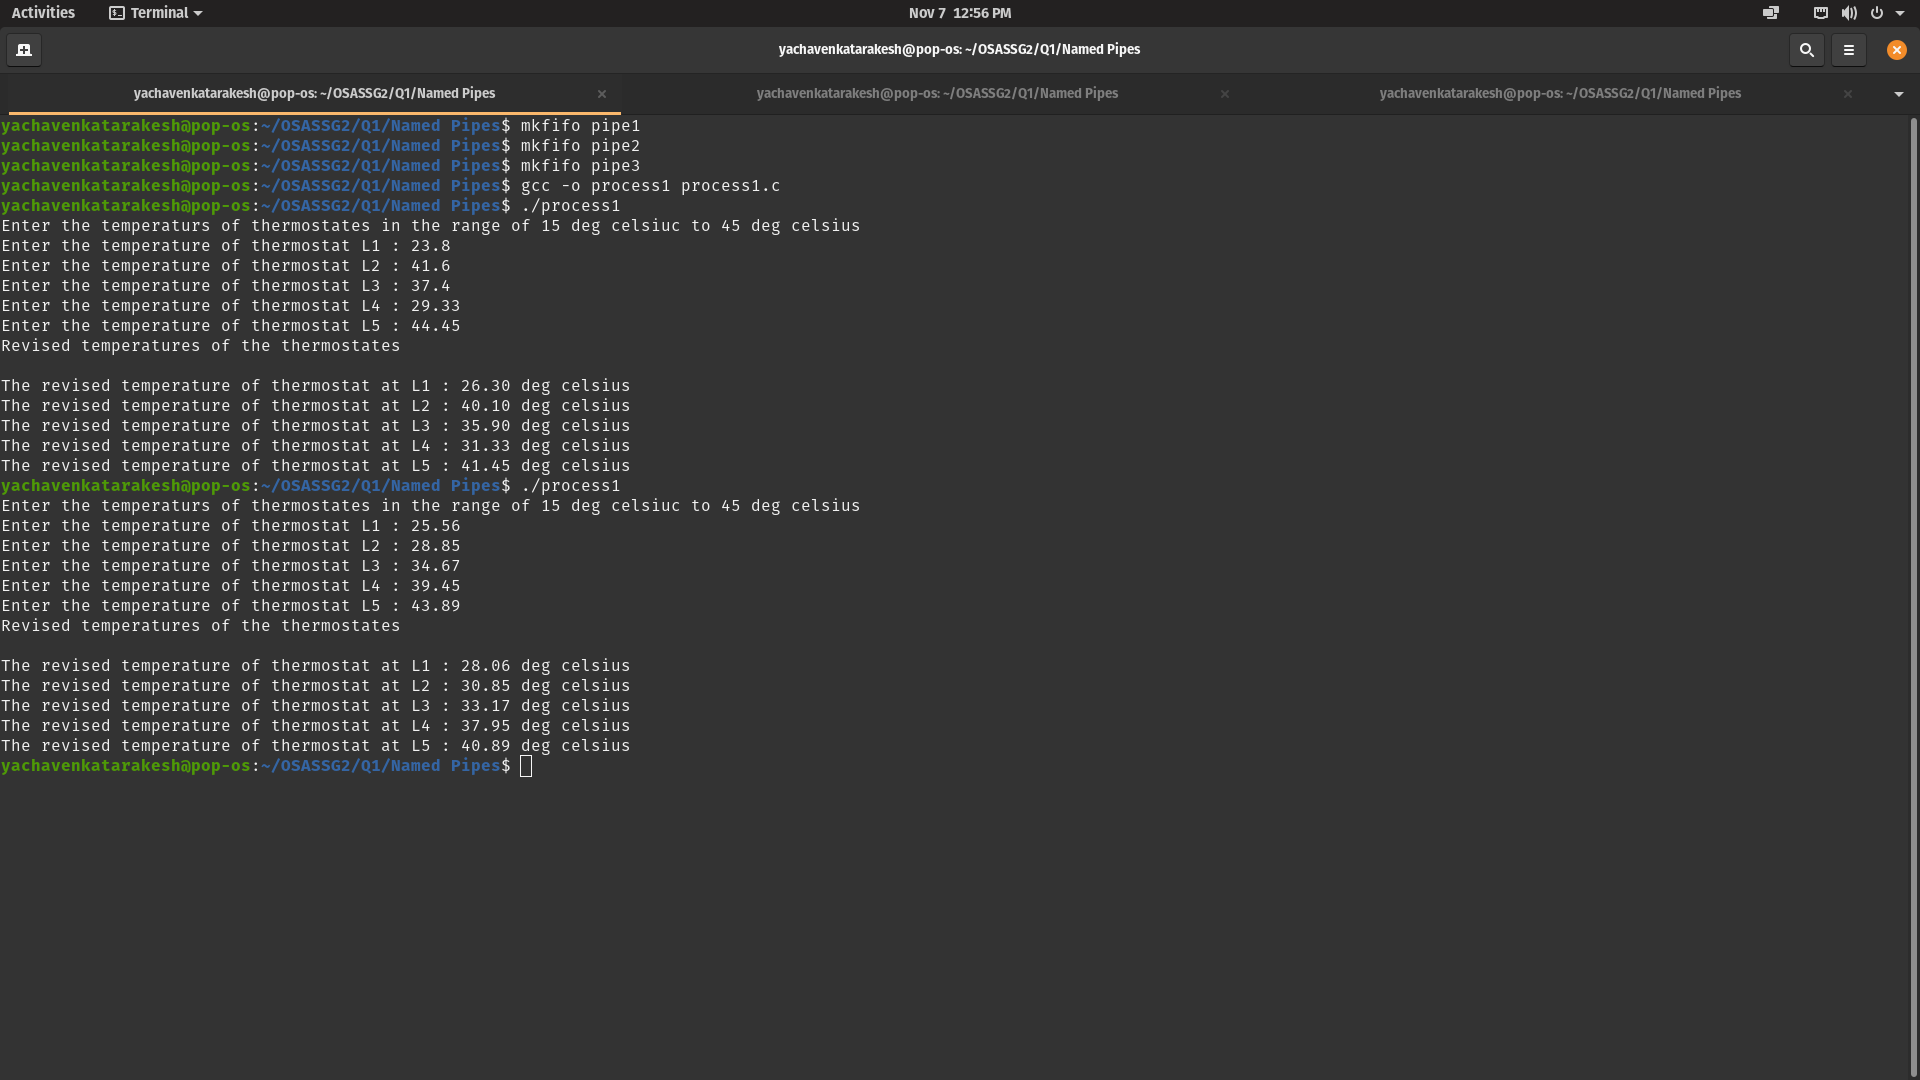 Activities
Terminal
Nov 7 12:56 PM
yachavenkatarakesh@pop-os: ~/OSASSG2/Q1/Named Pipes
yachavenkatarakesh@pop-os: ~/OSASSG2/Q1/Named Pipes
yachavenkatarakesh@pop-os: ~/OSASSG2/Q1/Named Pipes
yachavenkatarakesh@pop-os: ~/OSASSG2/Q1/Named Pipes
yachavenkatarakesh@pop-os:~/OSASSG2/Q1/Named Pipes$ mkfifo pipe1
yachavenkatarakesh@pop-os:~/OSASSG2/Q1/Named Pipes$ mkfifo pipe2
yachavenkatarakesh@pop-os:~/OSASSG2/Q1/Named Pipes$ mkfifo pipe3
yachavenkatarakesh@pop-os:~/OSASSG2/Q1/Named Pipes$ gcc -o process1 process1.c
yachavenkatarakesh@pop-os:~/OSASSG2/Q1/Named Pipes$ ./process1
Enter the temperaturs of thermostates in the range of 15 deg celsiuc to 45 deg celsius
Enter the temperature of thermostat L1 : 23.8
Enter the temperature of thermostat L2 : 41.6
Enter the temperature of thermostat L3 : 37.4
Enter the temperature of thermostat L4 : 29.33
Enter the temperature of thermostat L5 : 44.45
Revised temperatures of the thermostates
The revised temperature of thermostat at L1 : 26.30 deg celsius
The revised temperature of thermostat at L2 : 40.10 deg celsius
The revised temperature of thermostat at L3 : 35.90 deg celsius
The revised temperature of thermostat at L4 : 31.33 deg celsius
The revised temperature of thermostat at L5 : 41.45 deg celsius
yachavenkatarakesh@pop-os:~/OSASSG2/Q1/Named Pipes$ ./process1
Enter the temperaturs of thermostates in the range of 15 deg celsiuc to 45 deg celsius
Enter the temperature of thermostat L1 : 25.56
Enter the temperature of thermostat L2 : 28.85
Enter the temperature of thermostat L3 : 34.67
Enter the temperature of thermostat L4 : 39.45
Enter the temperature of thermostat L5 : 43.89
Revised temperatures of the thermostates
The revised temperature of thermostat at L1 : 28.06 deg celsius
The revised temperature of thermostat at L2 : 30.85 deg celsius
The revised temperature of thermostat at L3 : 33.17 deg celsius
The revised temperature of thermostat at L4 : 37.95 deg celsius
The revised temperature of thermostat at L5 : 40.89 deg celsius
yachavenkatarakesh@pop-os:~/OSASSG2/Q1/Named Pipes$